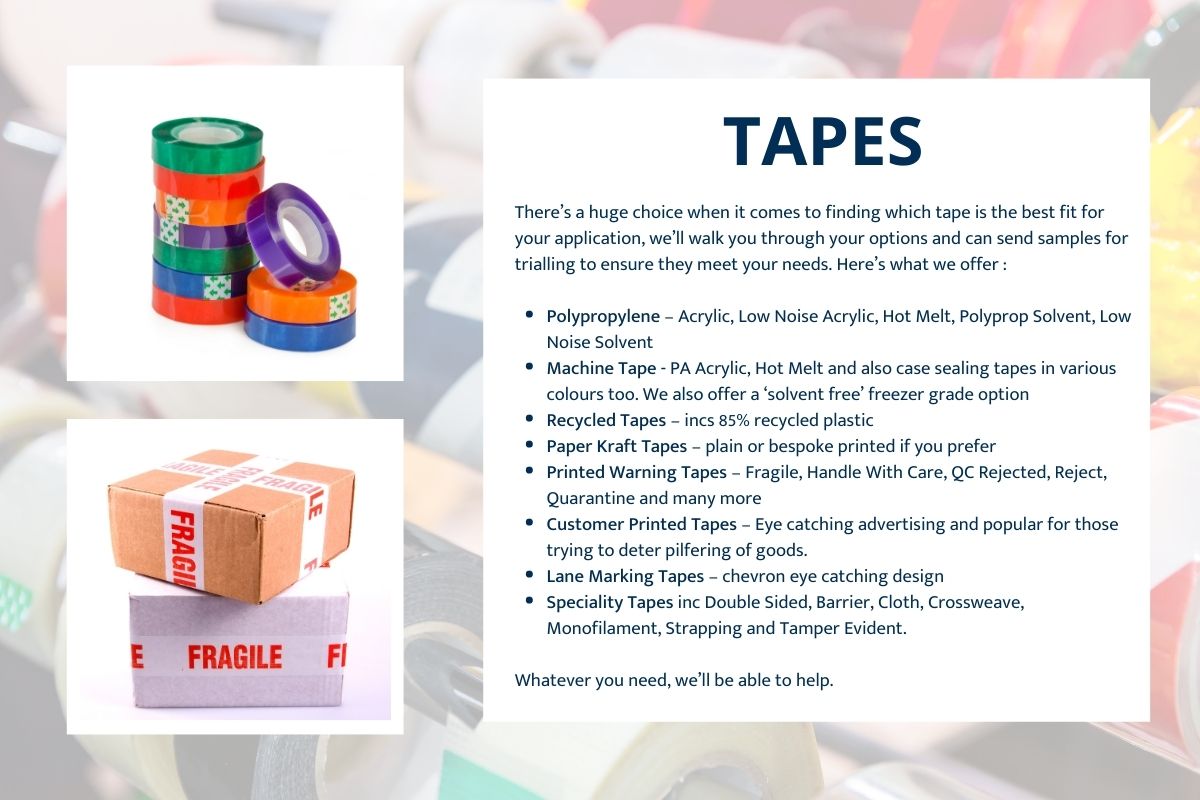 TAPES
There’s a huge choice when it comes to finding which tape is the best fit for
your application, we’ll walk you through your options and can send samples for
trialling to ensure they meet your needs. Here’s what we offer :
• Polypropylene – Acrylic, Low Noise Acrylic, Hot Melt, Polyprop Solvent, Low
Noise Solvent
• Machine Tape - PA Acrylic, Hot Melt and also case sealing tapes in various
colours too. We also offer a ‘solvent free’ freezer grade option
• Recycled Tapes – incs 85% recycled plastic
• Paper Kraft Tapes – plain or bespoke printed if you prefer
• Printed Warning Tapes – Fragile, Handle With Care, QC Rejected, Reject,
Quarantine and many more
• Customer Printed Tapes – Eye catching advertising and popular for those
trying to deter pilfering of goods.
• Lane Marking Tapes – chevron eye catching design
• Speciality Tapes inc Double Sided, Barrier, Cloth, Crossweave,
Monofilament, Strapping and Tamper Evident.
Whatever you need, we’ll be able to help.
AGILE FRAGILE
FRAGIL
E FRAGILE FI